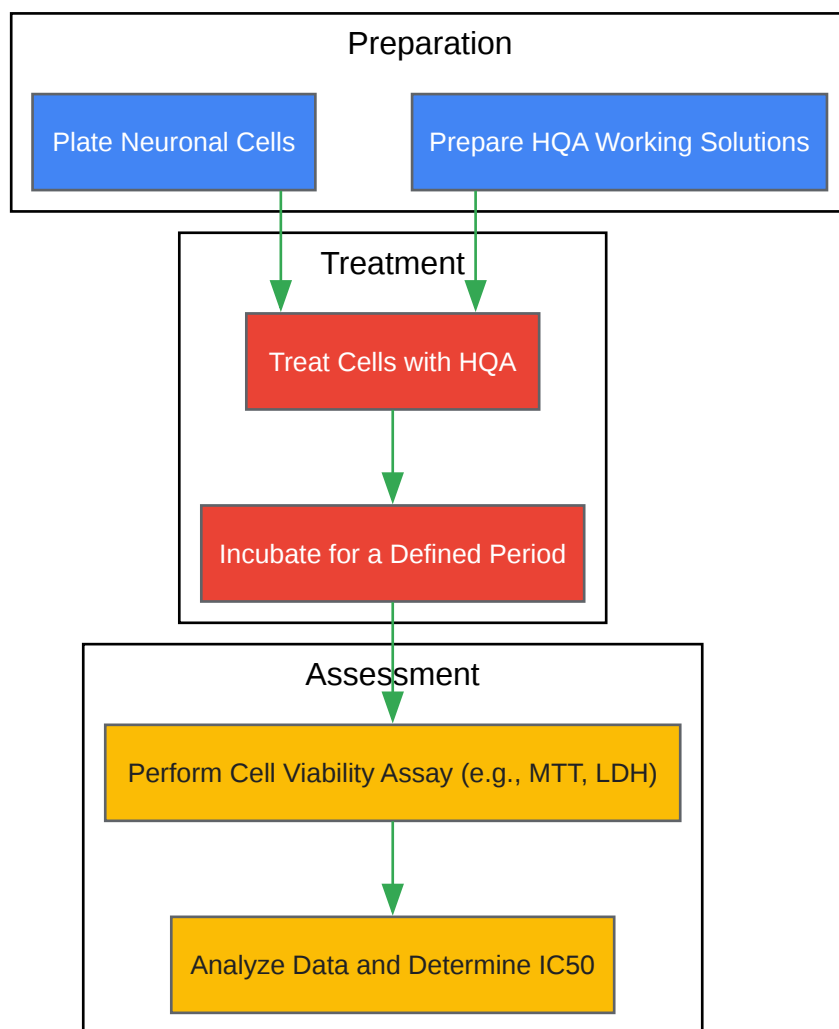 Preparation
Plate Neuronal Cells
Prepare HQA Working Solutions
Treatment
Treat Cells with HQA
Incubate for a Defined Period
Assessment
Perform Cell Viability Assay (e.g., MTT, LDH)
Analyze Data and Determine IC50